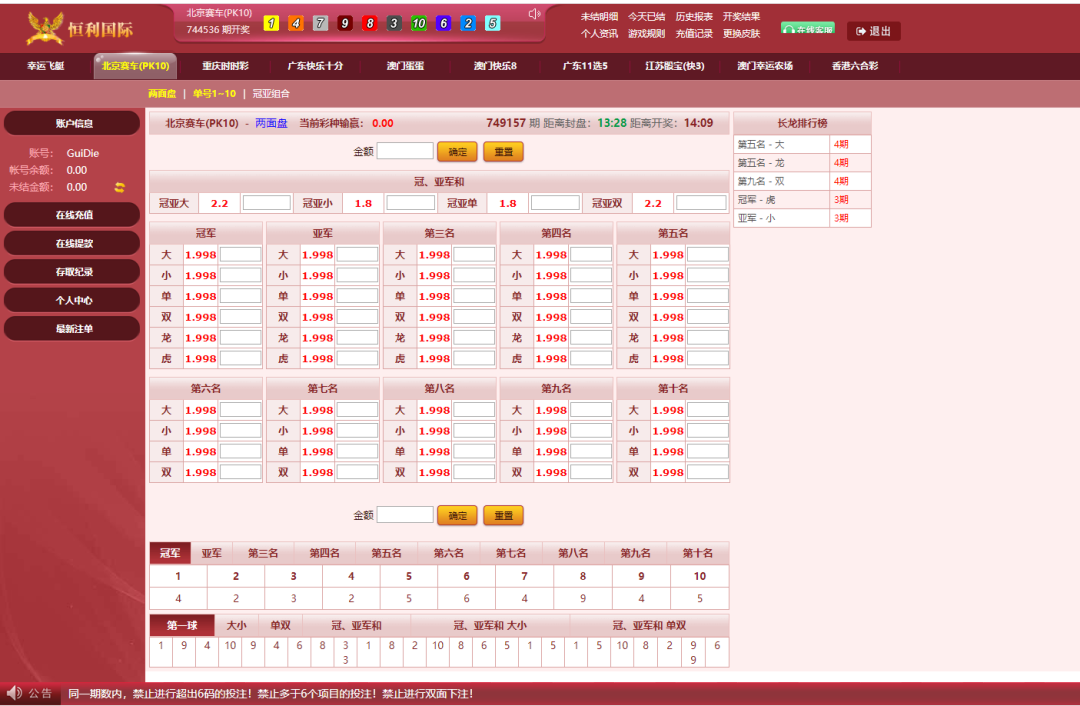 恒利国际
北京赛车(PK10)
744536 期开奖
1 4 7 9 8 3 10 6 2 5
未结明细 今天已结 历史报表 开奖结果
个人资讯 游戏规则 充值记录 更换皮肤
在线客服
退出
幸运飞艇 北京赛车(PK10) 重庆时时彩 广东快乐十分 澳门蛋蛋 澳门快乐8 广东11选5 江苏骰宝(快3) 澳门幸运农场 香港六合彩
两面盘 | 单号1~10 | 冠亚组合
账户信息
账号: GuiDie
帐号余额: 0.00
未结金额: 0.00
在线充值
在线提款
存取纪录
个人中心
最新注单
北京赛车(PK10) - 两面盘 当前彩种输赢: 0.00 749157 期 距离封盘: 13:28 距离开奖: 14:09
金额 确定 重置
冠、亚军和
冠亚大 2.2 冠亚小 1.8 冠亚单 1.8 冠亚双 2.2
冠军 亚军 第三名 第四名 第五名
大 1.998 大 1.998 大 1.998 大 1.998 大 1.998
小 1.998 小 1.998 小 1.998 小 1.998 小 1.998
单 1.998 单 1.998 单 1.998 单 1.998 单 1.998
双 1.998 双 1.998 双 1.998 双 1.998 双 1.998
龙 1.998 龙 1.998 龙 1.998 龙 1.998 龙 1.998
虎 1.998 虎 1.998 虎 1.998 虎 1.998 虎 1.998
第六名 第七名 第八名 第九名 第十名
大 1.998 大 1.998 大 1.998 大 1.998 大 1.998
小 1.998 小 1.998 小 1.998 小 1.998 小 1.998
单 1.998 单 1.998 单 1.998 单 1.998 单 1.998
双 1.998 双 1.998 双 1.998 双 1.998 双 1.998
金额 确定 重置
冠军 亚军 第三名 第四名 第五名 第六名 第七名 第八名 第九名 第十名
1 2 3 4 5 6 7 8 9 10
4 2 3 2 5 6 4 9 4 5
第一球 大小 单双 冠、亚军和 冠、亚军和 大小 冠、亚军和 单双
1 9 4 10 9 4 6 8 3 1 8 2 10 8 6 5 1 5 1 5 10 8 2 9 6
3 9
长龙排行榜
第五名 - 大 4期
第五名 - 龙 4期
第九名 - 双 4期
冠军 - 虎 3期
亚军 - 小 3期
公告 同一期数内，禁止进行超出6码的投注！禁止多于6个项目的投注！禁止进行双面下注！